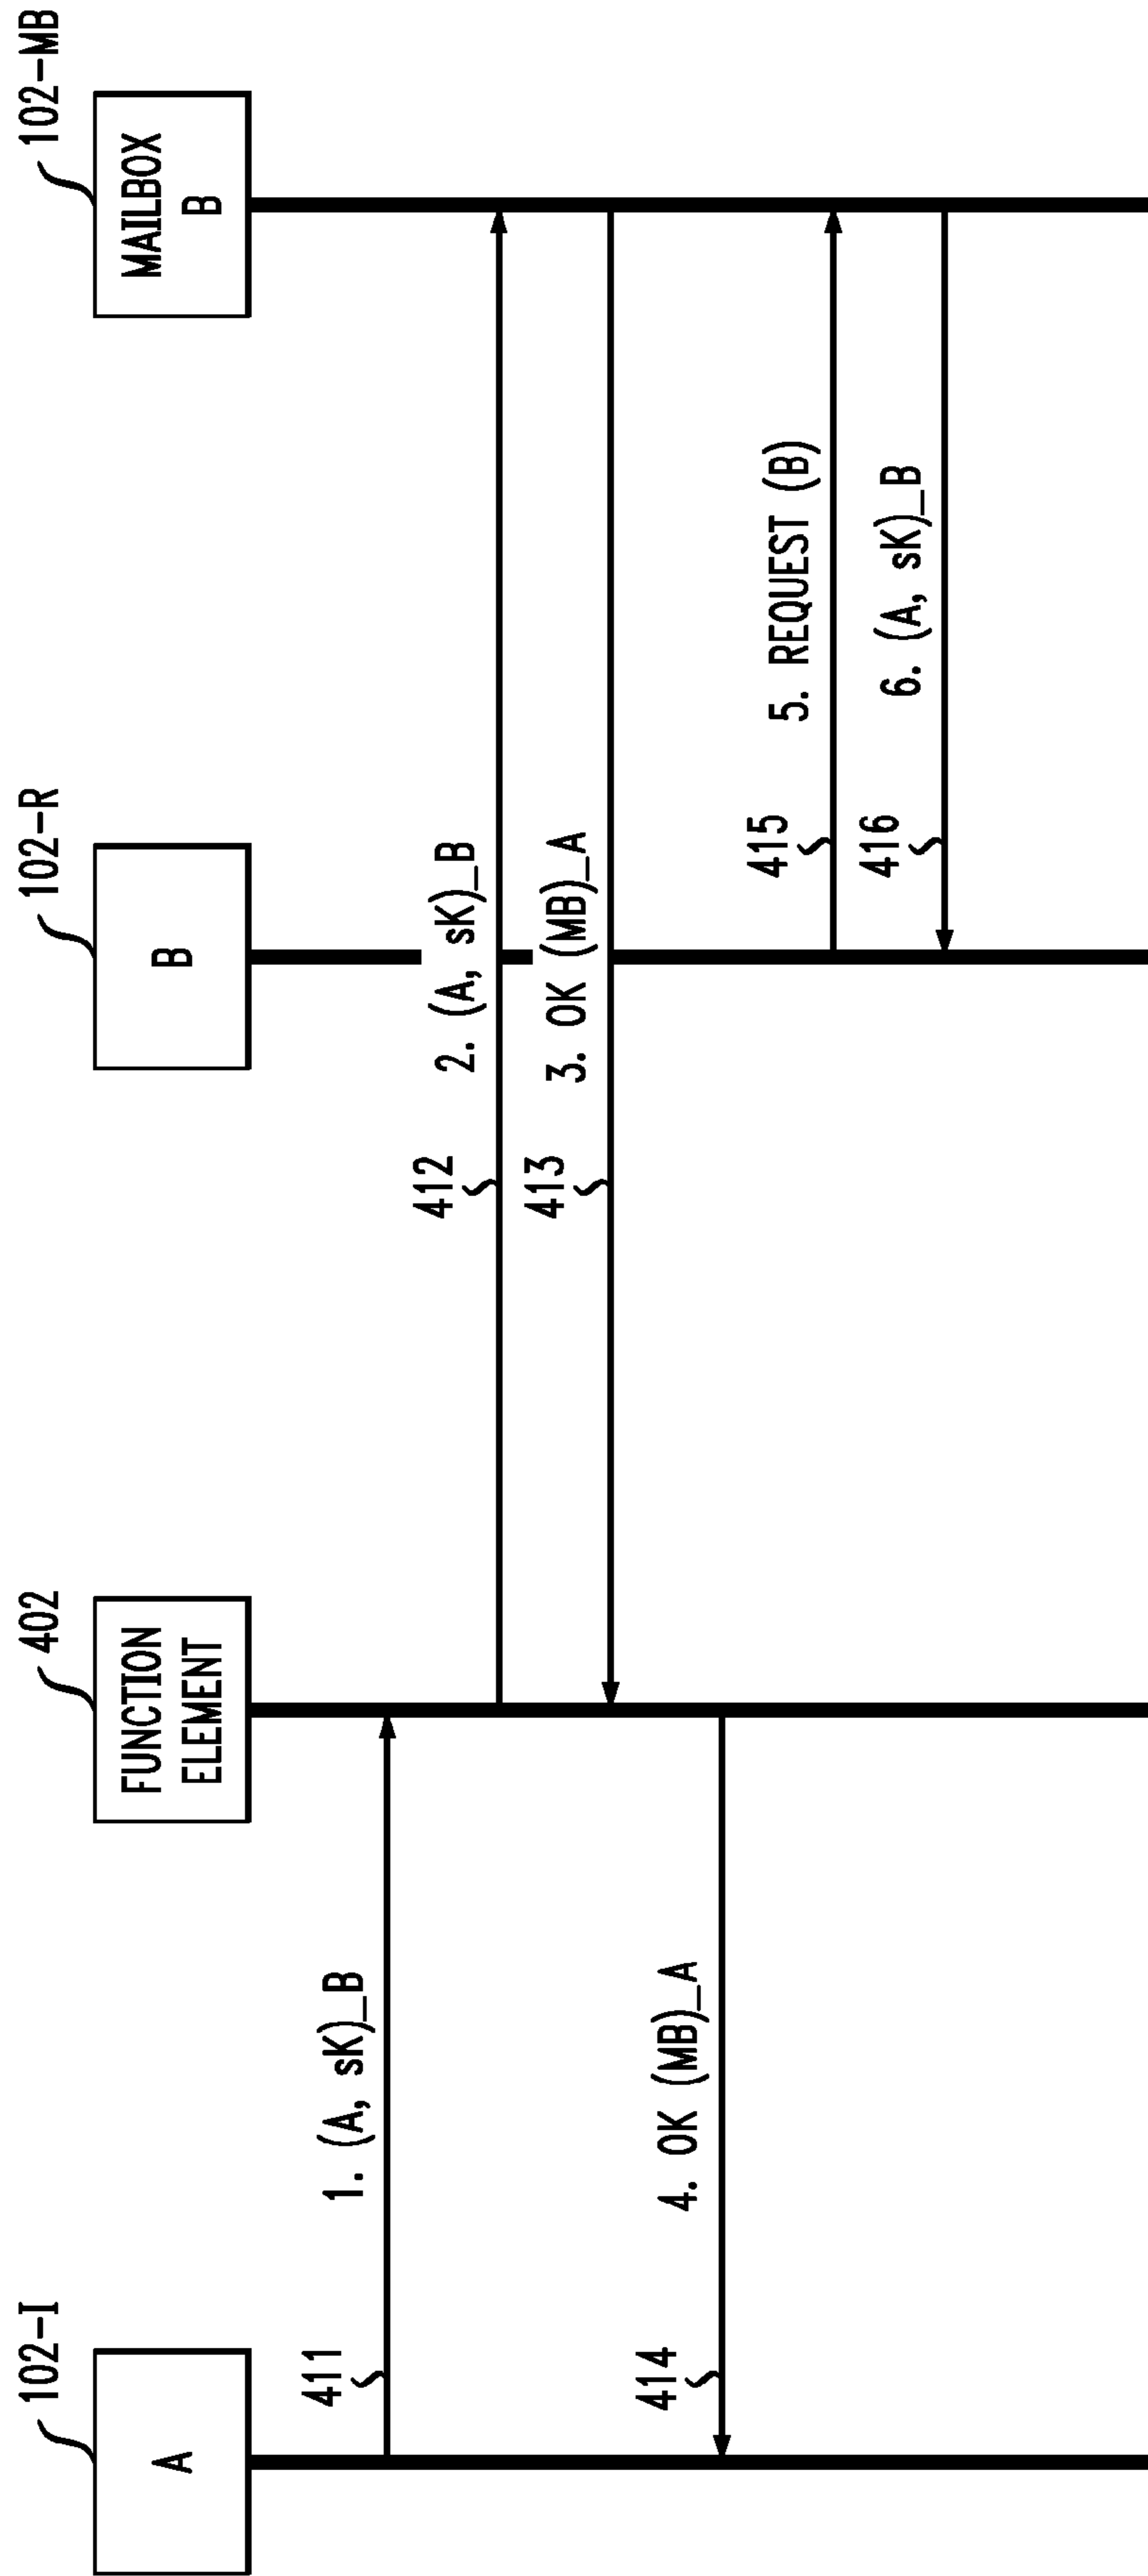 102-I
402
102-R
102-MB
A
FUNCTION
ELEMENT
B
MAILBOX
B
411
1. (A, sK)_B
412
2. (A, sK)_B
413
3. OK (MB)_A
414
4. OK (MB)_A
415
5. REQUEST (B)
416
6. (A, sK)_B